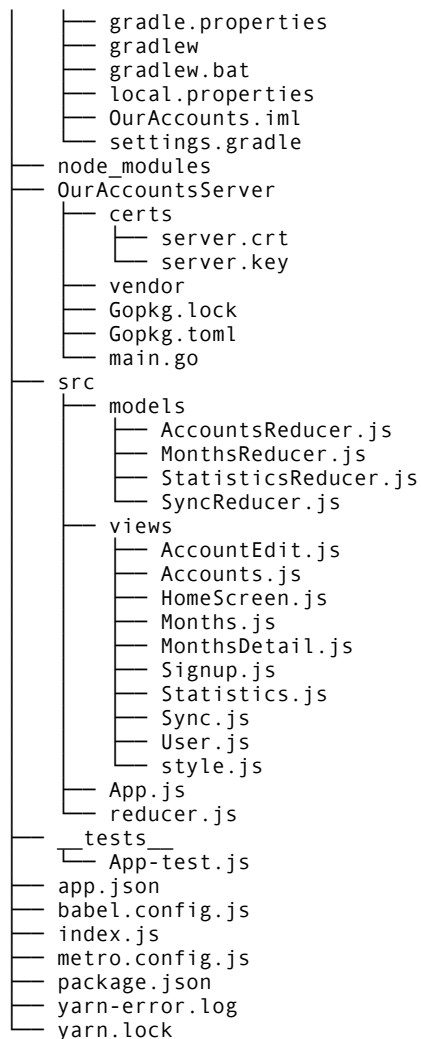 │   ├── gradle.properties
│   ├── gradlew
│   ├── gradlew.bat
│   ├── local.properties
│   ├── OurAccounts.iml
│   └── settings.gradle
├── node_modules
├── OurAccountsServer
│   ├── certs
│   │   ├── server.crt
│   │   └── server.key
│   ├── vendor
│   ├── Gopkg.lock
│   ├── Gopkg.toml
│   └── main.go
├── src
│   ├── models
│   │   ├── AccountsReducer.js
│   │   ├── MonthsReducer.js
│   │   ├── StatisticsReducer.js
│   │   └── SyncReducer.js
│   ├── views
│   │   ├── AccountEdit.js
│   │   ├── Accounts.js
│   │   ├── HomeScreen.js
│   │   ├── Months.js
│   │   ├── MonthsDetail.js
│   │   ├── Signup.js
│   │   ├── Statistics.js
│   │   ├── Sync.js
│   │   ├── User.js
│   │   └── style.js
│   ├── App.js
│   └── reducer.js
├── __tests__
│   └── App-test.js
├── app.json
├── babel.config.js
├── index.js
├── metro.config.js
├── package.json
├── yarn-error.log
└── yarn.lock